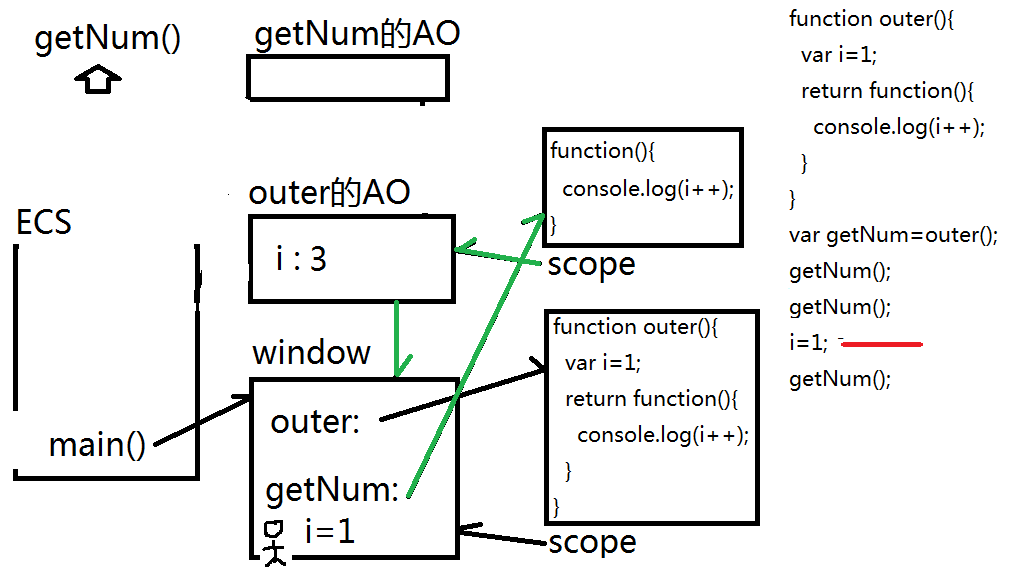 getNum()
getNum的AO
outer的AO
i : 3
ECS
main()
window
outer:
getNum:
i=1
function(){
console.log(i++);
}
scope
function outer(){
var i=1;
return function(){
console.log(i++);
}
}
scope
function outer(){
var i=1;
return function(){
console.log(i++);
}
}
var getNum=outer();
getNum();
getNum();
i=1;
getNum();